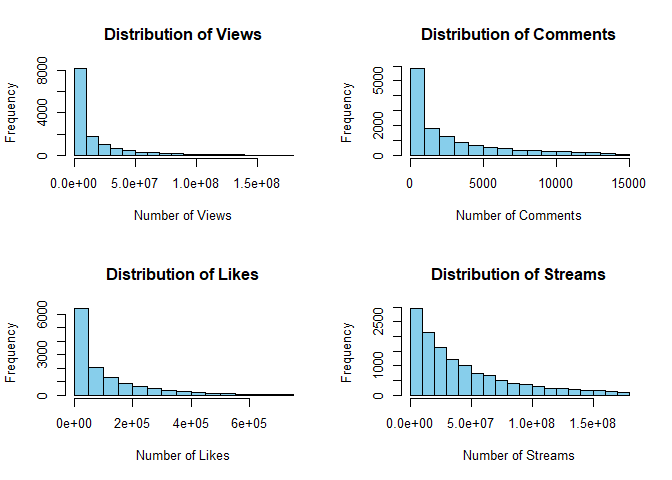 Distribution of Views
Frequency
0 4000 8000
0.0e+00 5.0e+07 1.0e+08 1.5e+08
Number of Views
Distribution of Comments
Frequency
0 2000 5000
0 5000 10000 15000
Number of Comments
Distribution of Likes
Frequency
0 3000 6000
0e+00 2e+05 4e+05 6e+05
Number of Likes
Distribution of Streams
Frequency
0 1000 2500
0.0e+00 5.0e+07 1.0e+08 1.5e+08
Number of Streams